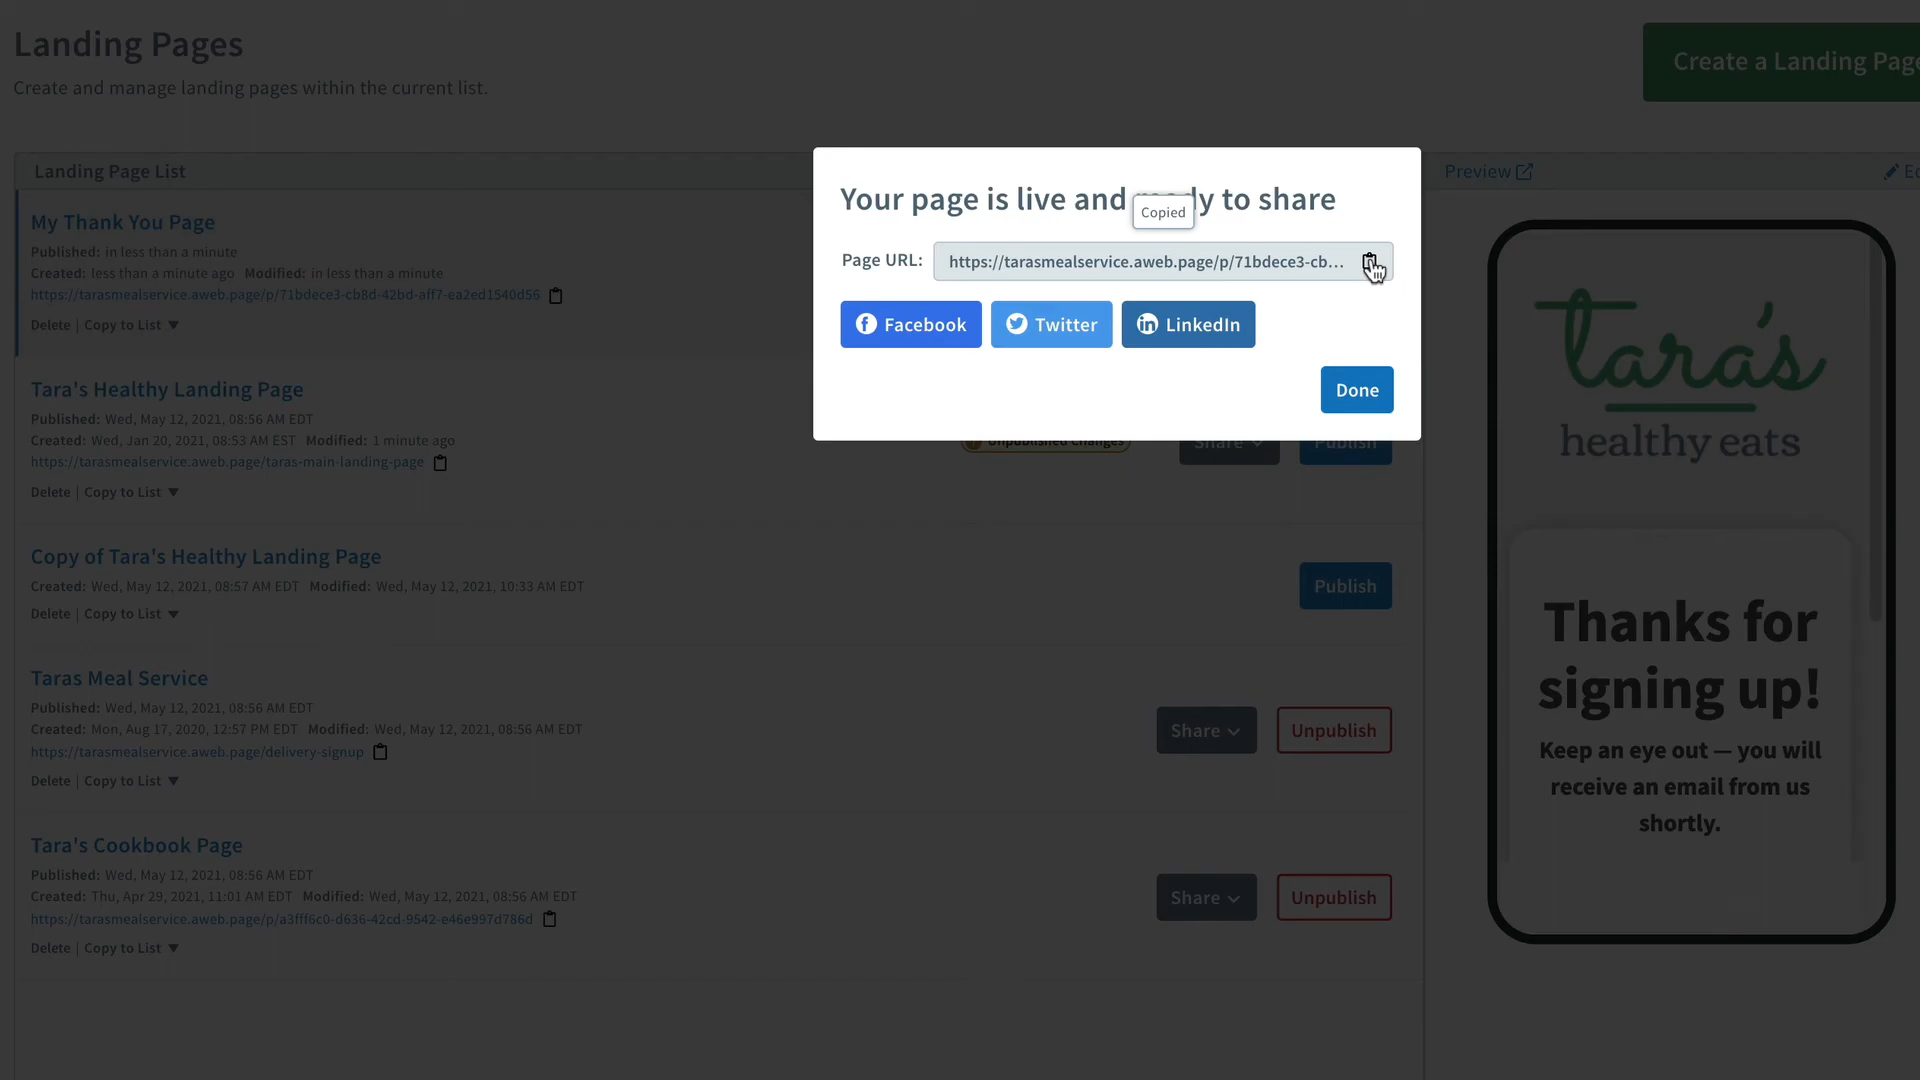 Landing Pages
Create and manage landing pages within the current list.
Create a Landing Page
Landing Page List
Preview
My Thank You Page
Published: in less than a minute
Created: less than a minute ago Modified: in less than a minute
https://tarasmealservice.aweb.page/p/71bdece3-cb8d-42bd-aff7-ea2ed1540d56
Delete | Copy to List ▼
Your page is live and ready to share
Copied
Page URL: https://tarasmealservice.aweb.page/p/71bdece3-cb...
Facebook Twitter LinkedIn
Done
Tara's Healthy Landing Page
Published: Wed, May 12, 2021, 08:56 AM EDT
Created: Wed, Jan 20, 2021, 08:53 AM EST Modified: 1 minute ago
https://tarasmealservice.aweb.page/taras-main-landing-page
Delete | Copy to List ▼
Unpublished Changes Share Publish
Copy of Tara's Healthy Landing Page
Created: Wed, May 12, 2021, 08:57 AM EDT Modified: Wed, May 12, 2021, 10:33 AM EDT
Delete | Copy to List ▼
Publish
Taras Meal Service
Published: Wed, May 12, 2021, 08:56 AM EDT
Created: Mon, Aug 17, 2020, 12:57 PM EDT Modified: Wed, May 12, 2021, 08:56 AM EDT
https://tarasmealservice.aweb.page/delivery-signup
Delete | Copy to List ▼
Share Unpublish
Tara's Cookbook Page
Published: Wed, May 12, 2021, 08:56 AM EDT
Created: Thu, Apr 29, 2021, 11:01 AM EDT Modified: Wed, May 12, 2021, 08:56 AM EDT
https://tarasmealservice.aweb.page/p/a3fff6c0-d636-42cd-9542-e46e997d786d
Delete | Copy to List ▼
Share Unpublish
tara's
healthy eats
Thanks for
signing up!
Keep an eye out — you will
receive an email from us
shortly.